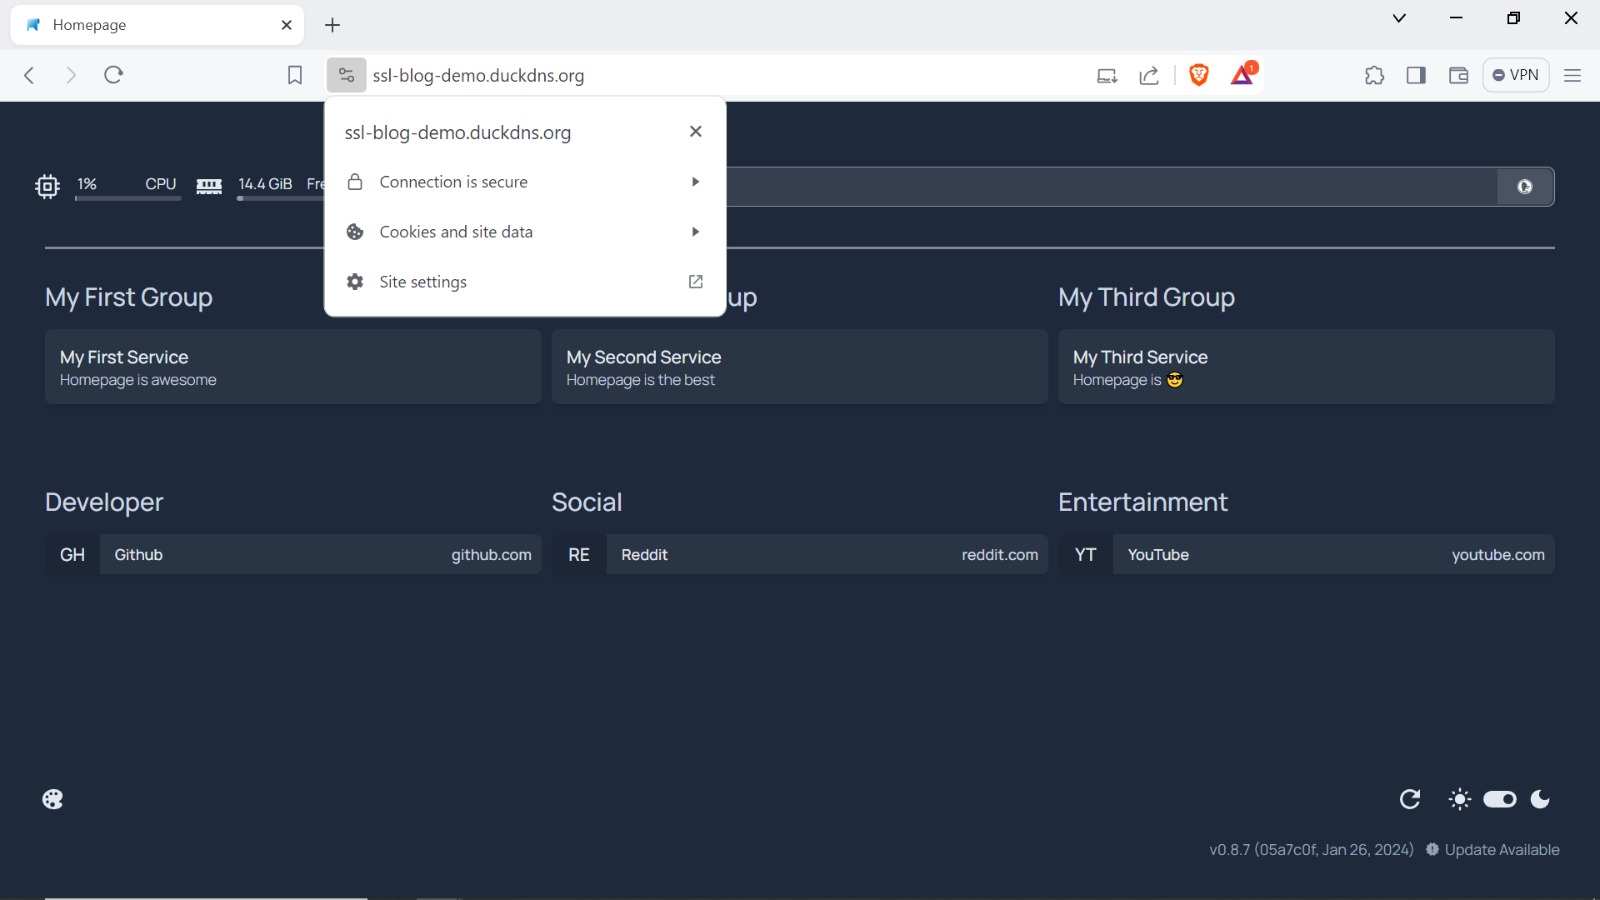 Homepage
ssl-blog-demo.duckdns.org
1
VPN
ssl-blog-demo.duckdns.org
Connection is secure
Cookies and site data
Site settings
1% CPU 14.4 GiB
My First Group
up
My Third Group
My First Service
Homepage is awesome
My Second Service
Homepage is the best
My Third Service
Homepage is 😎
Developer
Social
Entertainment
GH Github github.com
RE Reddit reddit.com
YT YouTube youtube.com
v0.8.7 (05a7c0f, Jan 26, 2024) Update Available